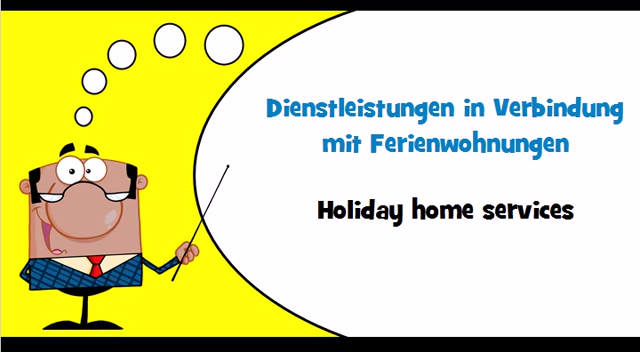 Dienstleistungen in Verbindung
mit Ferienwohnungen
Holiday home services